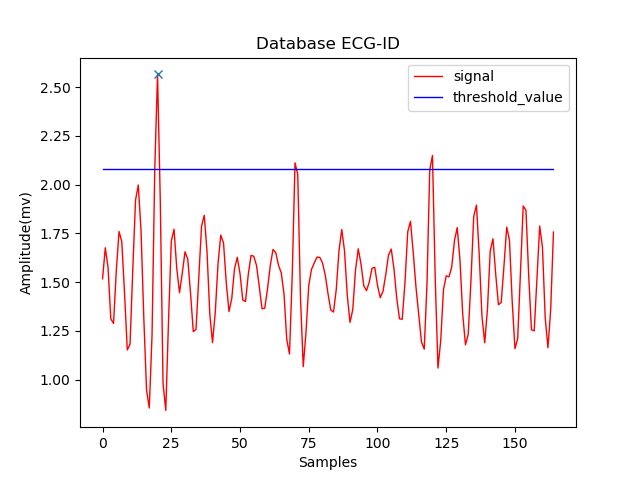 Database ECG-ID
signal
threshold_value
Amplitude(mv)
2.50
2.25
2.00
1.75
1.50
1.25
1.00
0 25 50 75 100 125 150
Samples